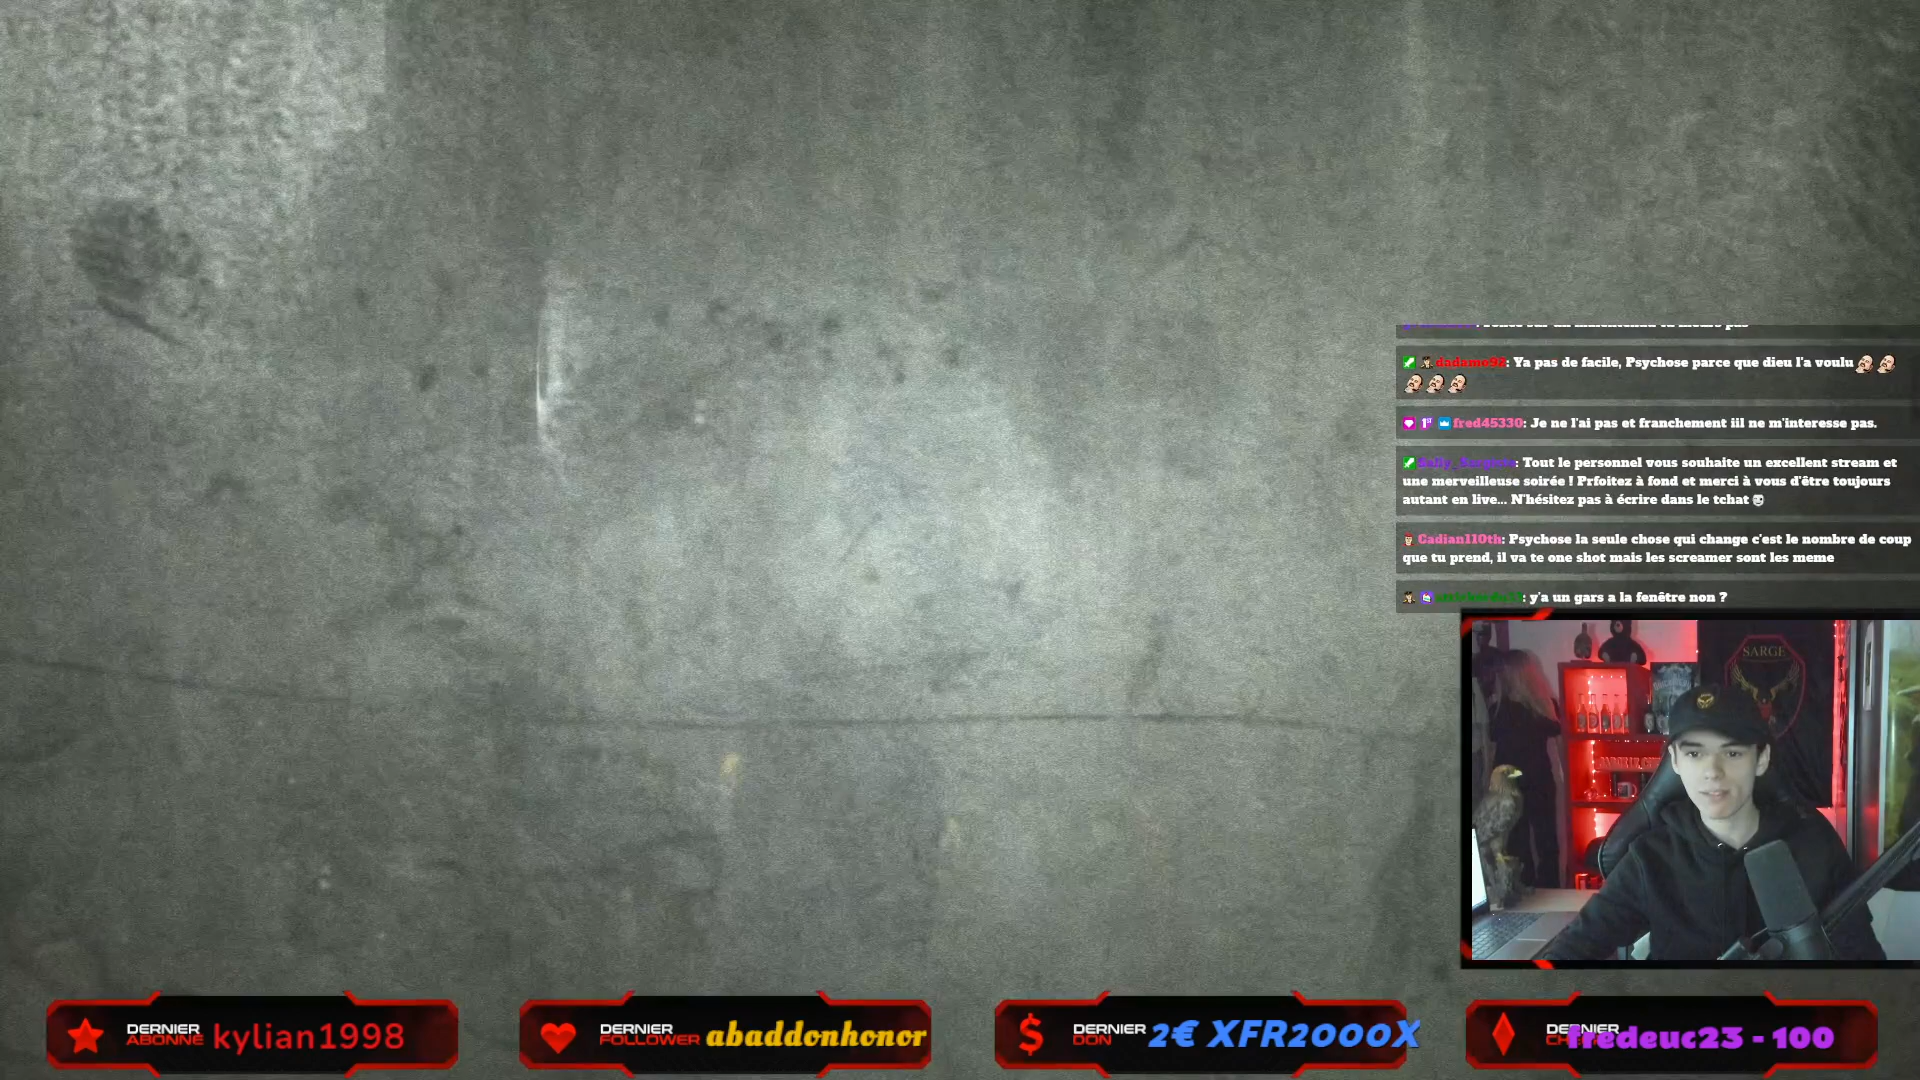 dadamo92: Ya pas de facile, Psychose parce que dieu l'a voulu
fred45330: Je ne l'ai pas et franchement iil ne m'interesse pas.
: Tout le personnel vous souhaite un excellent stream et
une merveilleuse soirée ! Prfoitez à fond et merci à vous d'être toujours
autant en live... N'hésitez pas à écrire dans le tchat
Cadian110th: Psychose la seule chose qui change c'est le nombre de coup
que tu prend, il va te one shot mais les screamer sont les meme
: y'a un gars a la fenêtre non ?
SARGE
DERNIER
ABONNÉ
kylian1998
DERNIER
FOLLOWER
abaddonhonor
DERNIER
DON
2€ XFR2000X
DERNIER
fredeuc23 - 100